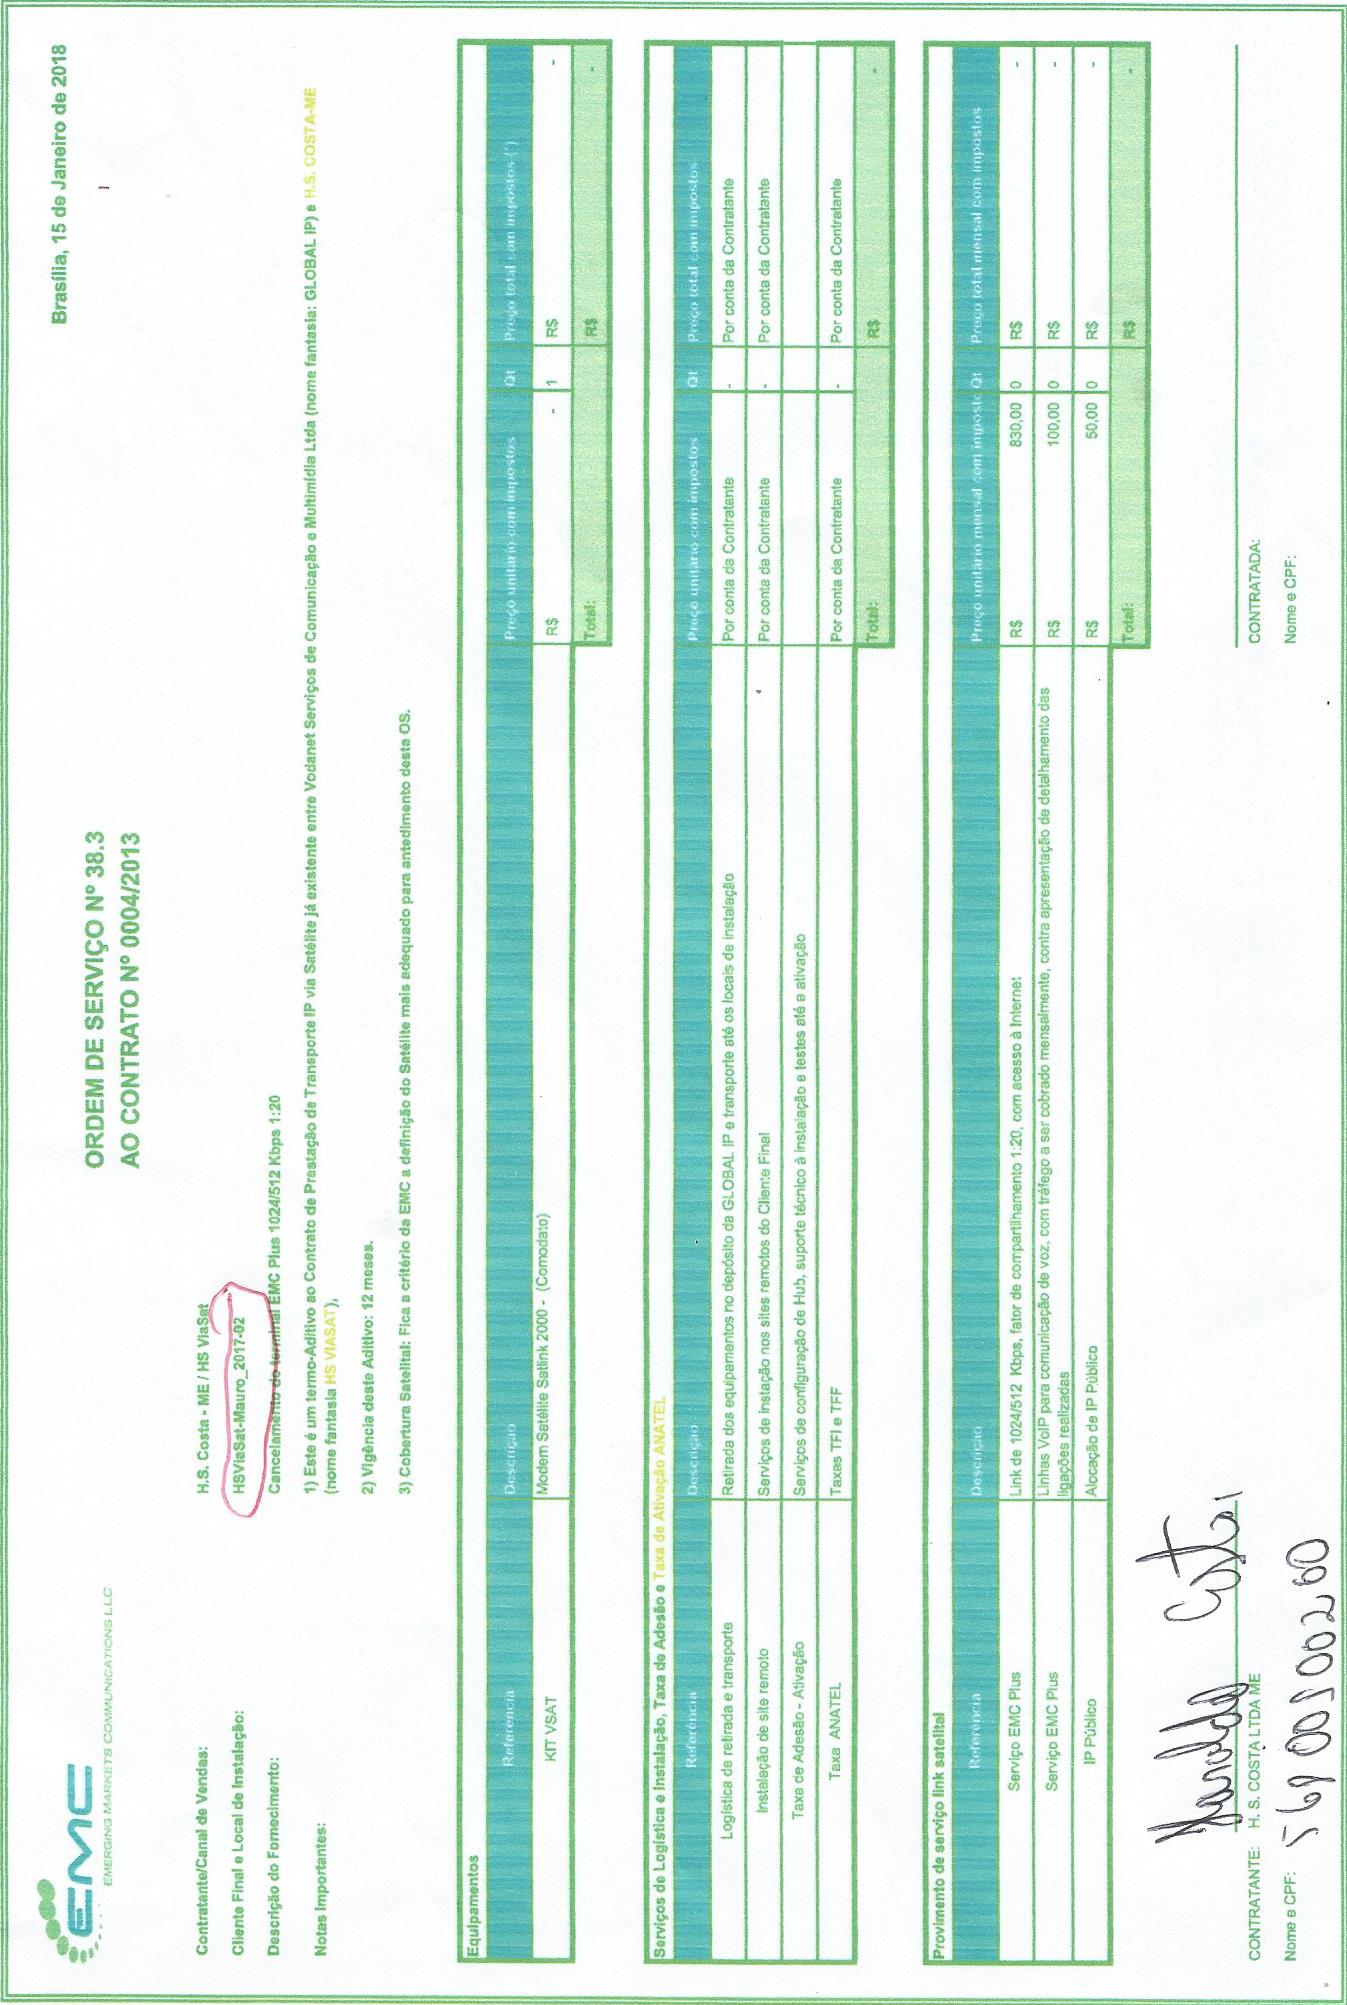 EMC
EMERGING MARKETS COMMUNICATIONS LLC
Brasília, 15 de Janeiro de 2018
ORDEM DE SERVIÇO Nº 38.3
AO CONTRATO Nº 0004/2013
Contratante/Canal de Vendas: H.S. Costa - ME / HS ViaSat
Cliente Final e Local de Instalação: HSViaSat-Mauro_2017-02
Descrição do Fornecimento: Cancelamento do terminal EMC Plus 1024/512 Kbps 1:20
Notas Importantes: 1) Este é um termo-Aditivo ao Contrato de Prestação de Transporte IP via Satélite já existente entre Vodanet Serviços de Comunicação e Multimídia Ltda (nome fantasia: GLOBAL IP) e H.S. COSTA-ME
(nome fantasia HS VIASAT),
2) Vigência deste Aditivo: 12 meses.
3) Cobertura Satelital: Fica a critério da EMC a definição do Satélite mais adequado para antedimento desta OS.
Equipamentos
Referencia Descrição Preço unitario com impostos Qt Preço total com impostos (*)
KIT VSAT Modem Satélite Satlink 2000 - (Comodato) R$ - 1 R$ -
Total: R$ -
Serviços de Logística e Instalação, Taxa de Adesão e Taxa de Ativação ANATEL
Referência Descrição Preço unitario com impostos Qt Preço total com impostos
Logística de retirada e transporte Retirada dos equipamentos no depósito da GLOBAL IP e transporte até os locais de instalação Por conta da Contratante - Por conta da Contratante
Instalação de site remoto Serviços de instação nos sites remotos do Cliente Final Por conta da Contratante - Por conta da Contratante
Taxa de Adesão - Ativação Serviços de configuração de Hub, suporte técnico à instalação e testes até a ativação
Taxa ANATEL Taxas TFI e TFF Por conta da Contratante - Por conta da Contratante
Total: R$ -
Provimento de serviço link satelital
Referência Descrição Preço unitario mensal com imposto Qt Preço total mensal com impostos
Serviço EMC Plus Link de 1024/512 Kbps, fator de compartilhamento 1:20, com acesso à Internet R$ 830,00 0 R$ -
Serviço EMC Plus Linhas VoIP para comunicação de voz, com tráfego a ser cobrado mensalmente, contra apresentação de detalhamento das
ligações realizadas R$ 100,00 0 R$ -
IP Público Alocação de IP Público R$ 50,00 0 R$ -
Total: R$ -
Costa
CONTRATANTE: H. S. COSTA LTDA ME
Nome e CPF:
CONTRATADA:
Nome e CPF: